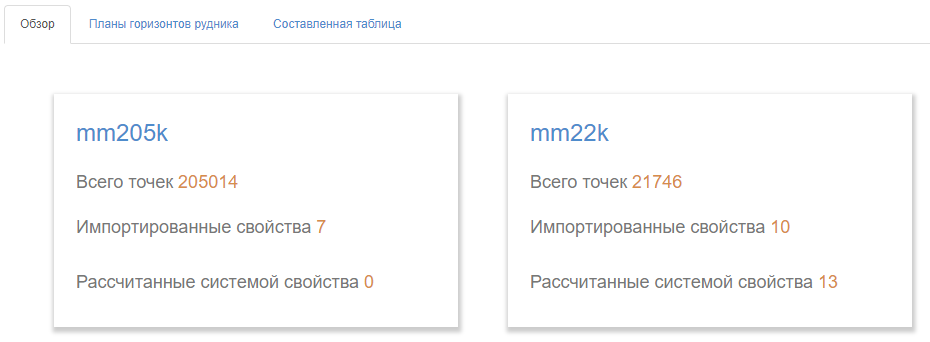 Обзор Планы горизонтов рудника Составленная таблица
mm205k
Всего точек 205014
Импортированные свойства 7
Рассчитанные системой свойства 0
mm22k
Всего точек 21746
Импортированные свойства 10
Рассчитанные системой свойства 13